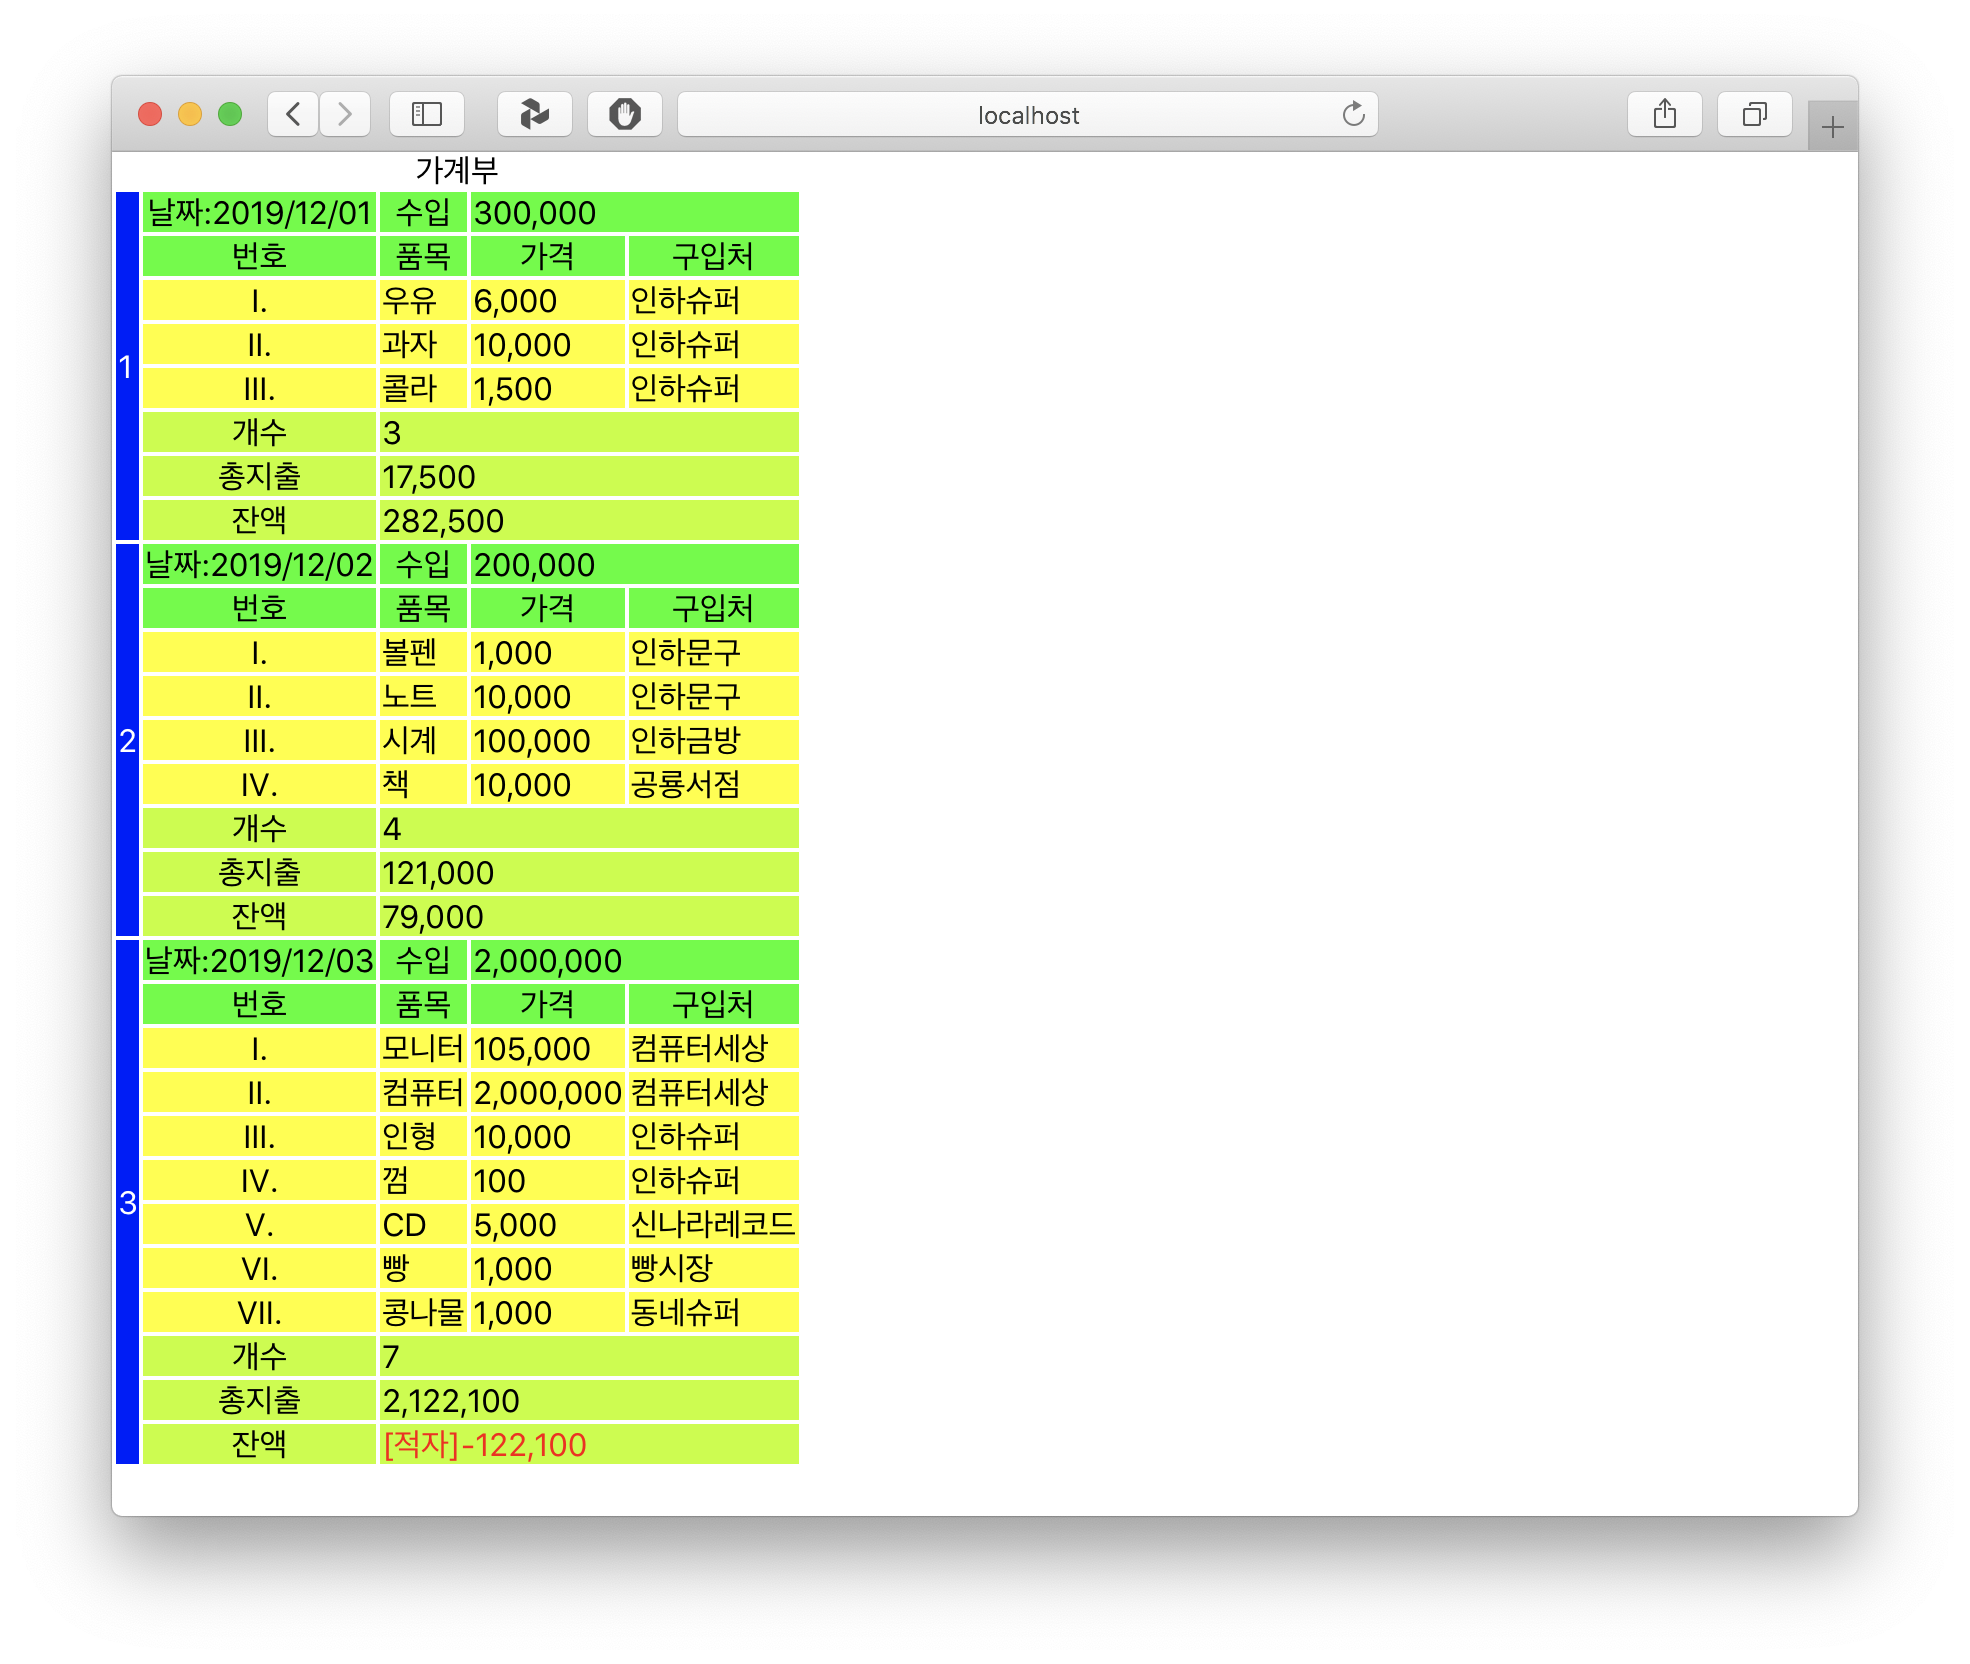 localhost
가계부
날짜:2019/12/01 수입 300,000
번호 품목 가격 구입처
I. 우유 6,000 인하슈퍼
II. 과자 10,000 인하슈퍼
1
III. 콜라 1,500 인하슈퍼
개수 3
총지출 17,500
잔액 282,500
날짜:2019/12/02 수입 200,000
번호 품목 가격 구입처
I. 볼펜 1,000 인하문구
II. 노트 10,000 인하문구
2 III. 시계 100,000 인하금방
IV. 책 10,000 공룡서점
개수 4
총지출 121,000
잔액 79,000
날짜:2019/12/03 수입 2,000,000
번호 품목 가격 구입처
I. 모니터 105,000 컴퓨터세상
II. 컴퓨터 2,000,000 컴퓨터세상
III. 인형 10,000 인하슈퍼
IV. 껌 100 인하슈퍼
3
V. CD 5,000 신나라레코드
VI. 빵 1,000 빵시장
VII. 콩나물 1,000 동네슈퍼
개수 7
총지출 2,122,100
잔액 [적자]-122,100